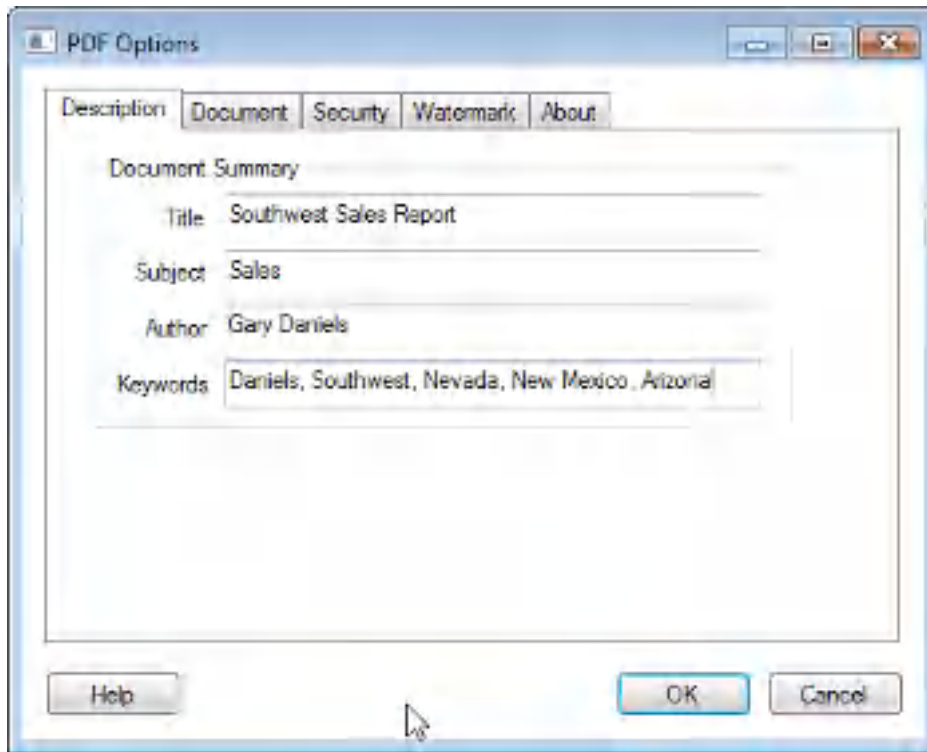 PDF Options
Description Document Security Watermark About
Document Summary
Title Southwest Sales Report
Subject Sales
Author Gary Daniels
Keywords Daniels, Southwest, Nevada, New Mexico, Arizona
Help OK Cancel